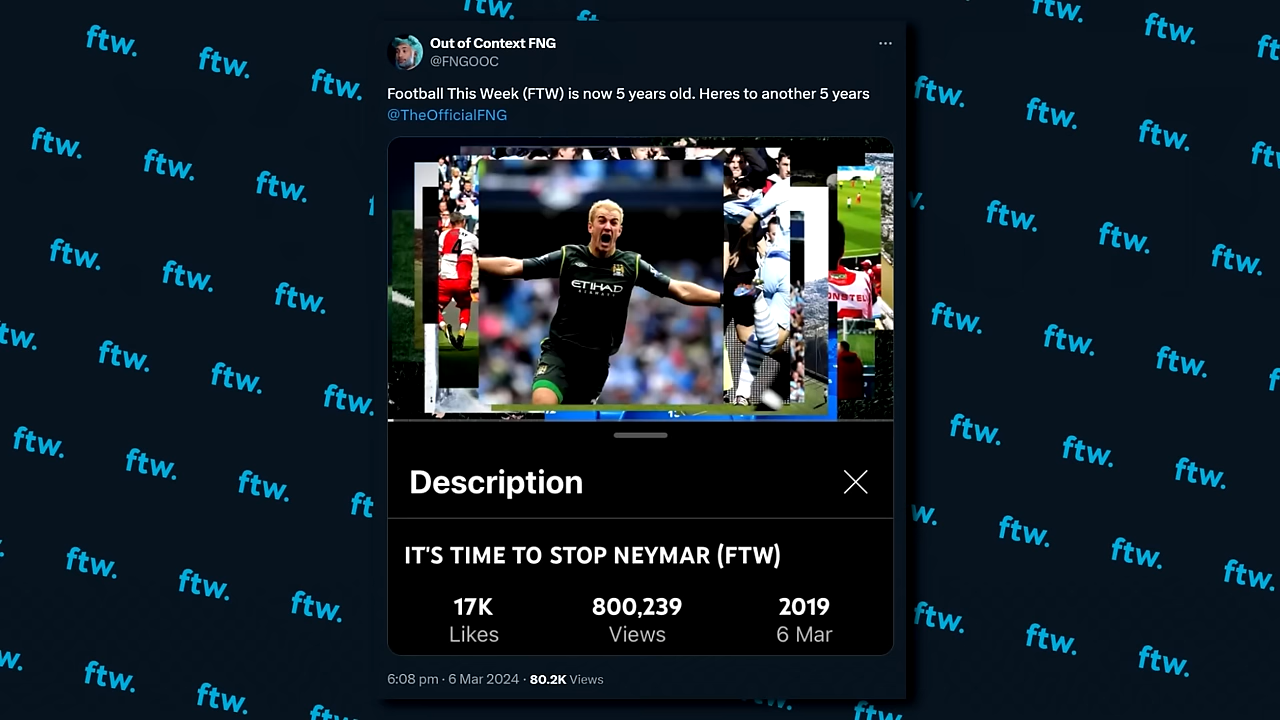 Out of Context FNG
@FNGOOC
Football This Week (FTW) is now 5 years old. Heres to another 5 years
@TheOfficialFNG
4
ETIHAD
AIRWAYS
Description
IT'S TIME TO STOP NEYMAR (FTW)
17K 800,239 2019
Likes Views 6 Mar
6:08 pm · 6 Mar 2024 · 80.2K Views
ftw.